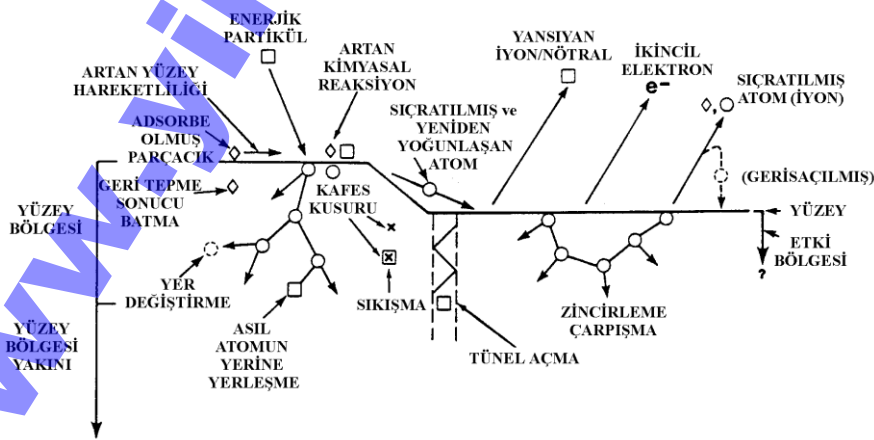 ENERJİK
PARTİKÜL
ARTAN
KİMYASAL
REAKSİYON
YANSIYAN
İYON/NÖTRAL
İKİNCİL
ELEKTRON
e–
SIÇRATILMIŞ
ATOM (İYON)
ARTAN YÜZEY
HAREKETLİLİĞİ
SIÇRATILMIŞ ve
YENİDEN
YOĞUNLAŞAN
ATOM
ADSORBE
OLMUŞ
PARÇACIK
GERİ TEPME
SONUCU
BATMA
KAFES
KUSURU
(GERİSAÇILMIŞ)
YÜZEY
BÖLGESİ
YÜZEY
ETKİ
BÖLGESİ
?
YER
DEĞİŞTİRME
SIKIŞMA
ZİNCİRLEME
ÇARPIŞMA
YÜZEY
BÖLGESİ
YAKINI
ASIL
ATOMUN
YERİNE
YERLEŞME
TÜNEL AÇMA
www.yil